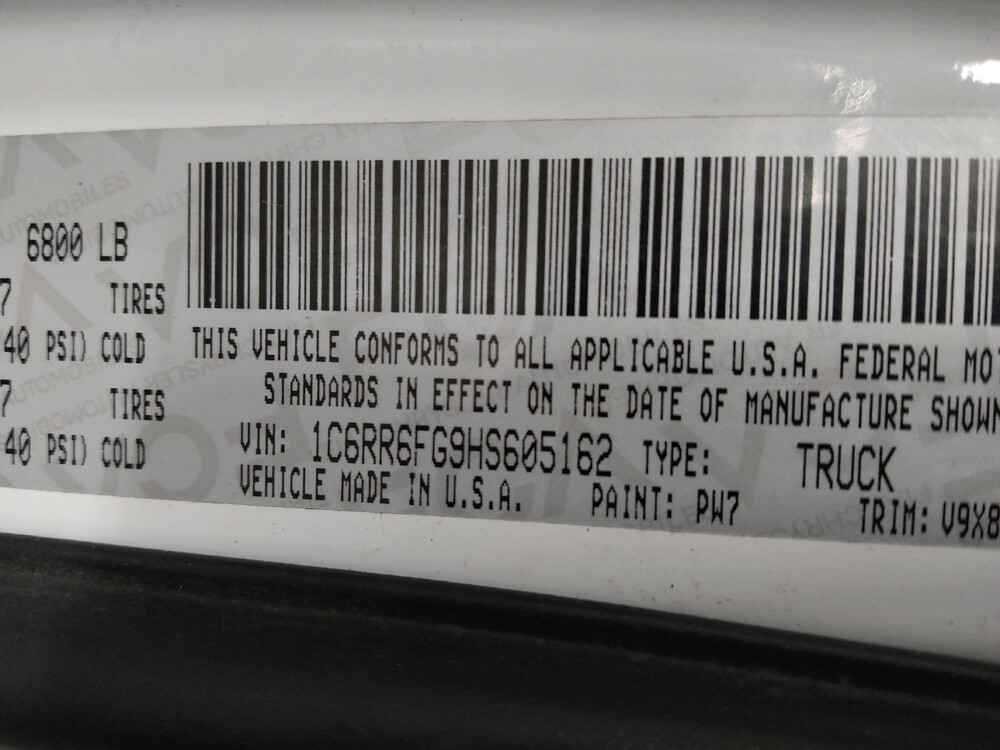 6800 LB
7 TIRES
40 PSI) COLD
7 TIRES
40 PSI) COLD
THIS VEHICLE CONFORMS TO ALL APPLICABLE U.S.A. FEDERAL MOT
STANDARDS IN EFFECT ON THE DATE OF MANUFACTURE SHOWN
VIN: 1C6RR6FG9HS605162 TYPE: TRUCK
VEHICLE MADE IN U.S.A. PAINT: PW7 TRIM: V9X8